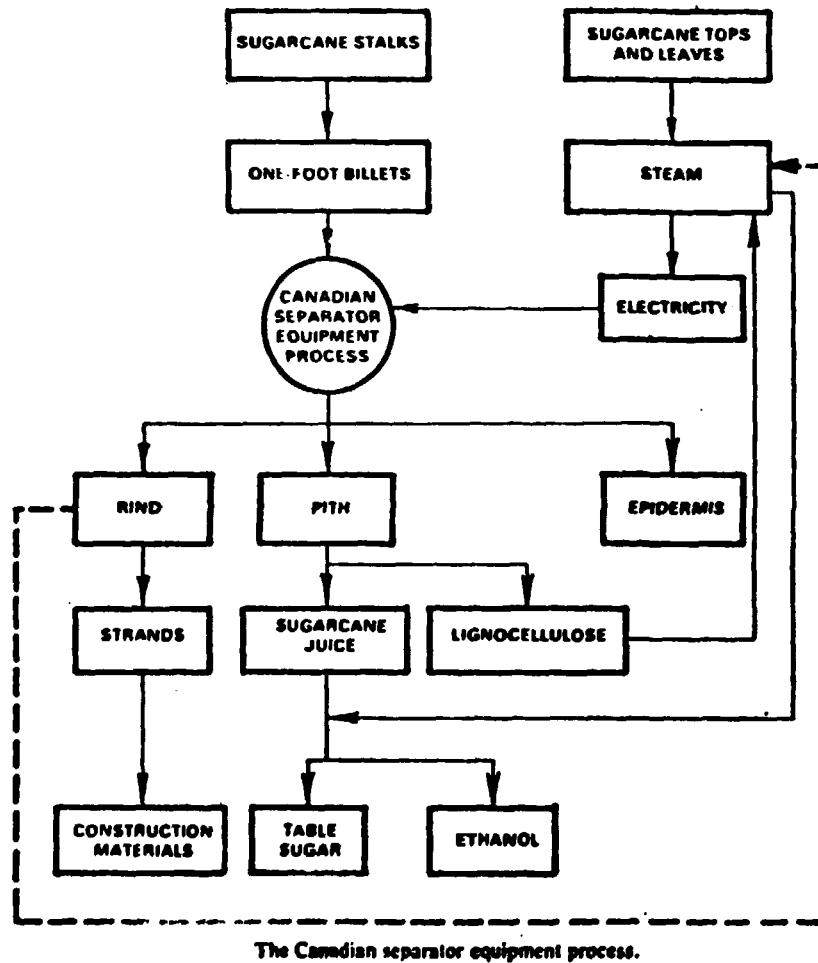 SUGARCANE STALKS
SUGARCANE TOPS
AND LEAVES
ONE-FOOT BILLETS
STEAM
CANADIAN
SEPARATOR
EQUIPMENT
PROCESS
ELECTRICITY
RIND
PITH
EPIDERMIS
STRANDS
SUGARCANE
JUICE
LIGNOCELLULOSE
CONSTRUCTION
MATERIALS
TABLE
SUGAR
ETHANOL
The Canadian separator equipment process.